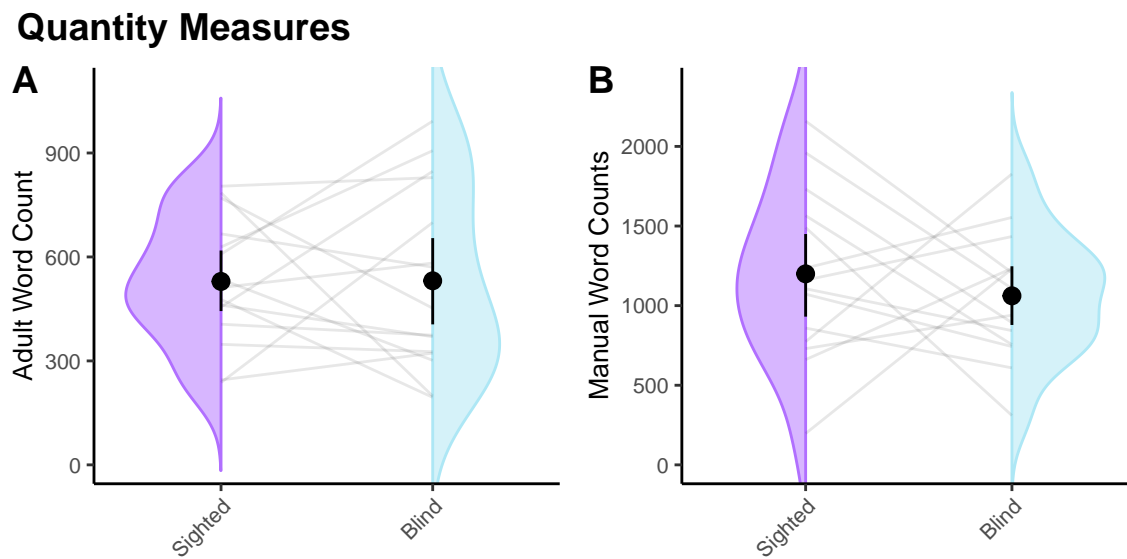 Quantity Measures
A
Adult Word Count
900
600
300
0
Sighted
Blind
B
Manual Word Counts
2000
1500
1000
500
0
Sighted
Blind